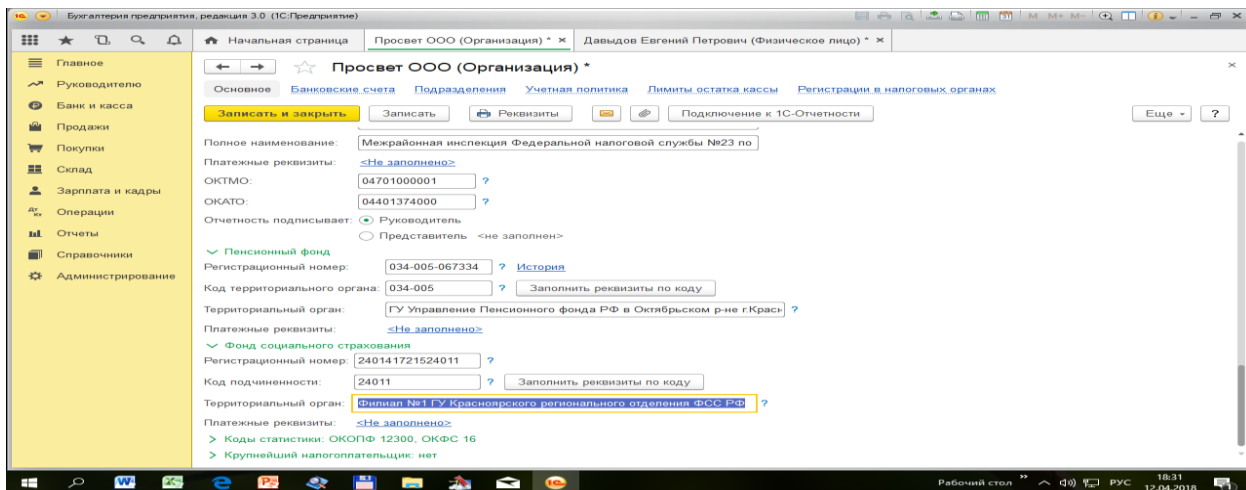 Бухгалтерия предприятия, редакция 3.0 (1С:Предприятие) M M+ M-
Начальная страница Просвет ООО (Организация) * × Давыдов Евгений Петрович (Физическое лицо) * ×
Главное
Руководителю
Банк и касса
Продажи
Покупки
Склад
Зарплата и кадры
Операции
Отчеты
Справочники
Администрирование
Просвет ООО (Организация) *
Основное Банковские счета Подразделения Учетная политика Лимиты остатка кассы Регистрации в налоговых органах
Записать и закрыть Записать Реквизиты Подключение к 1С-Отчетности Еще ?
Полное наименование: Межрайонная инспекция Федеральной налоговой службы №23 по
Платежные реквизиты: <Не заполнено>
ОКТМО: 04701000001 ?
ОКАТО: 04401374000 ?
Отчетность подписывает: Руководитель
Представитель <не заполнен>
Пенсионный фонд
Регистрационный номер: 034-005-067334 ? История
Код территориального органа: 034-005 ? Заполнить реквизиты по коду
Территориальный орган: ГУ Управление Пенсионного фонда РФ в Октябрьском р-не г.Красн ?
Платежные реквизиты: <Не заполнено>
Фонд социального страхования
Регистрационный номер: 240141721524011 ?
Код подчиненности: 24011 ? Заполнить реквизиты по коду
Территориальный орган: Филиал №1 ГУ Красноярского регионального отделения ФСС РФ ?
Платежные реквизиты: <Не заполнено>
Коды статистики: ОКОПФ 12300, ОКФС 16
Крупнейший налогоплательщик: нет
Рабочий стол РУС 18:31
12.04.2018